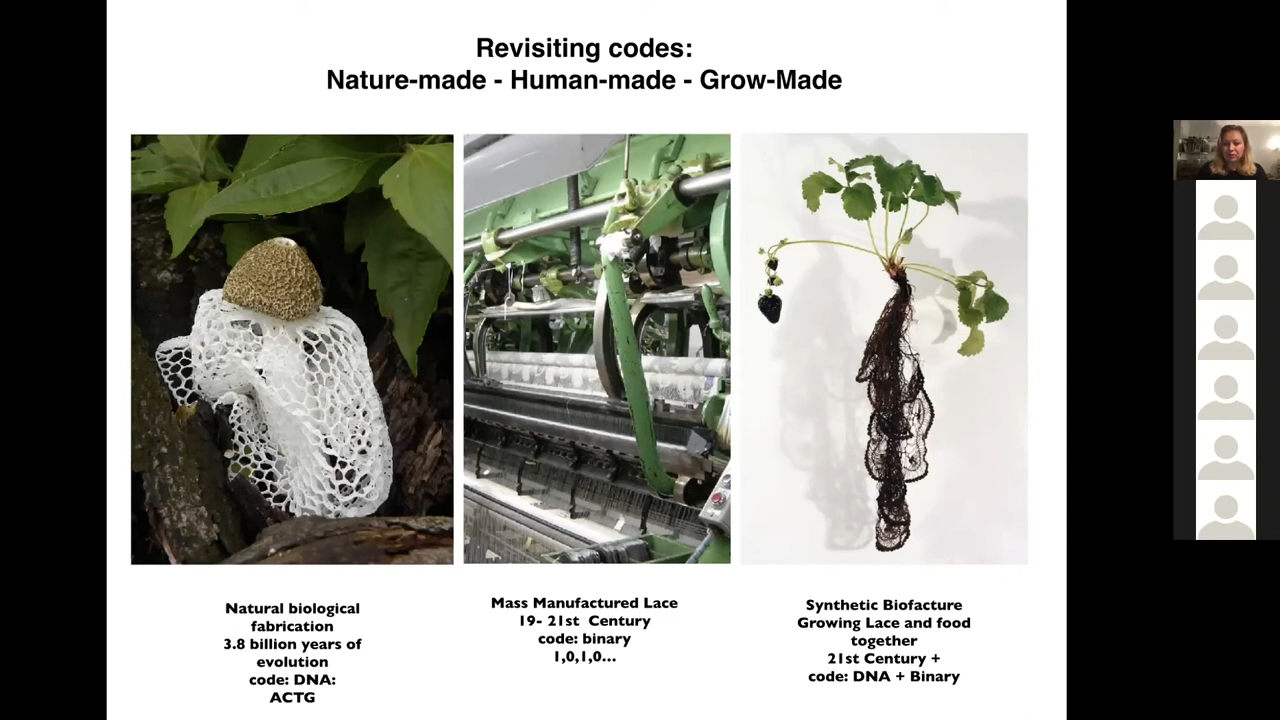 Revisiting codes:
Nature-made - Human-made - Grow-Made
Natural biological
fabrication
3.8 billion years of
evolution
code: DNA:
ACTG
Mass Manufactured Lace
19- 21st Century
code: binary
1,0,1,0...
Synthetic Biofacture
Growing Lace and food
together
21st Century +
code: DNA + Binary